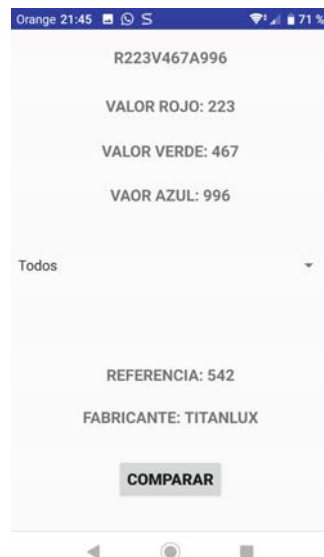 Orange 21:45 71 %
R223V467A996
VALOR ROJO: 223
VALOR VERDE: 467
VAOR AZUL: 996
Todos
REFERENCIA: 542
FABRICANTE: TITANLUX
COMPARAR